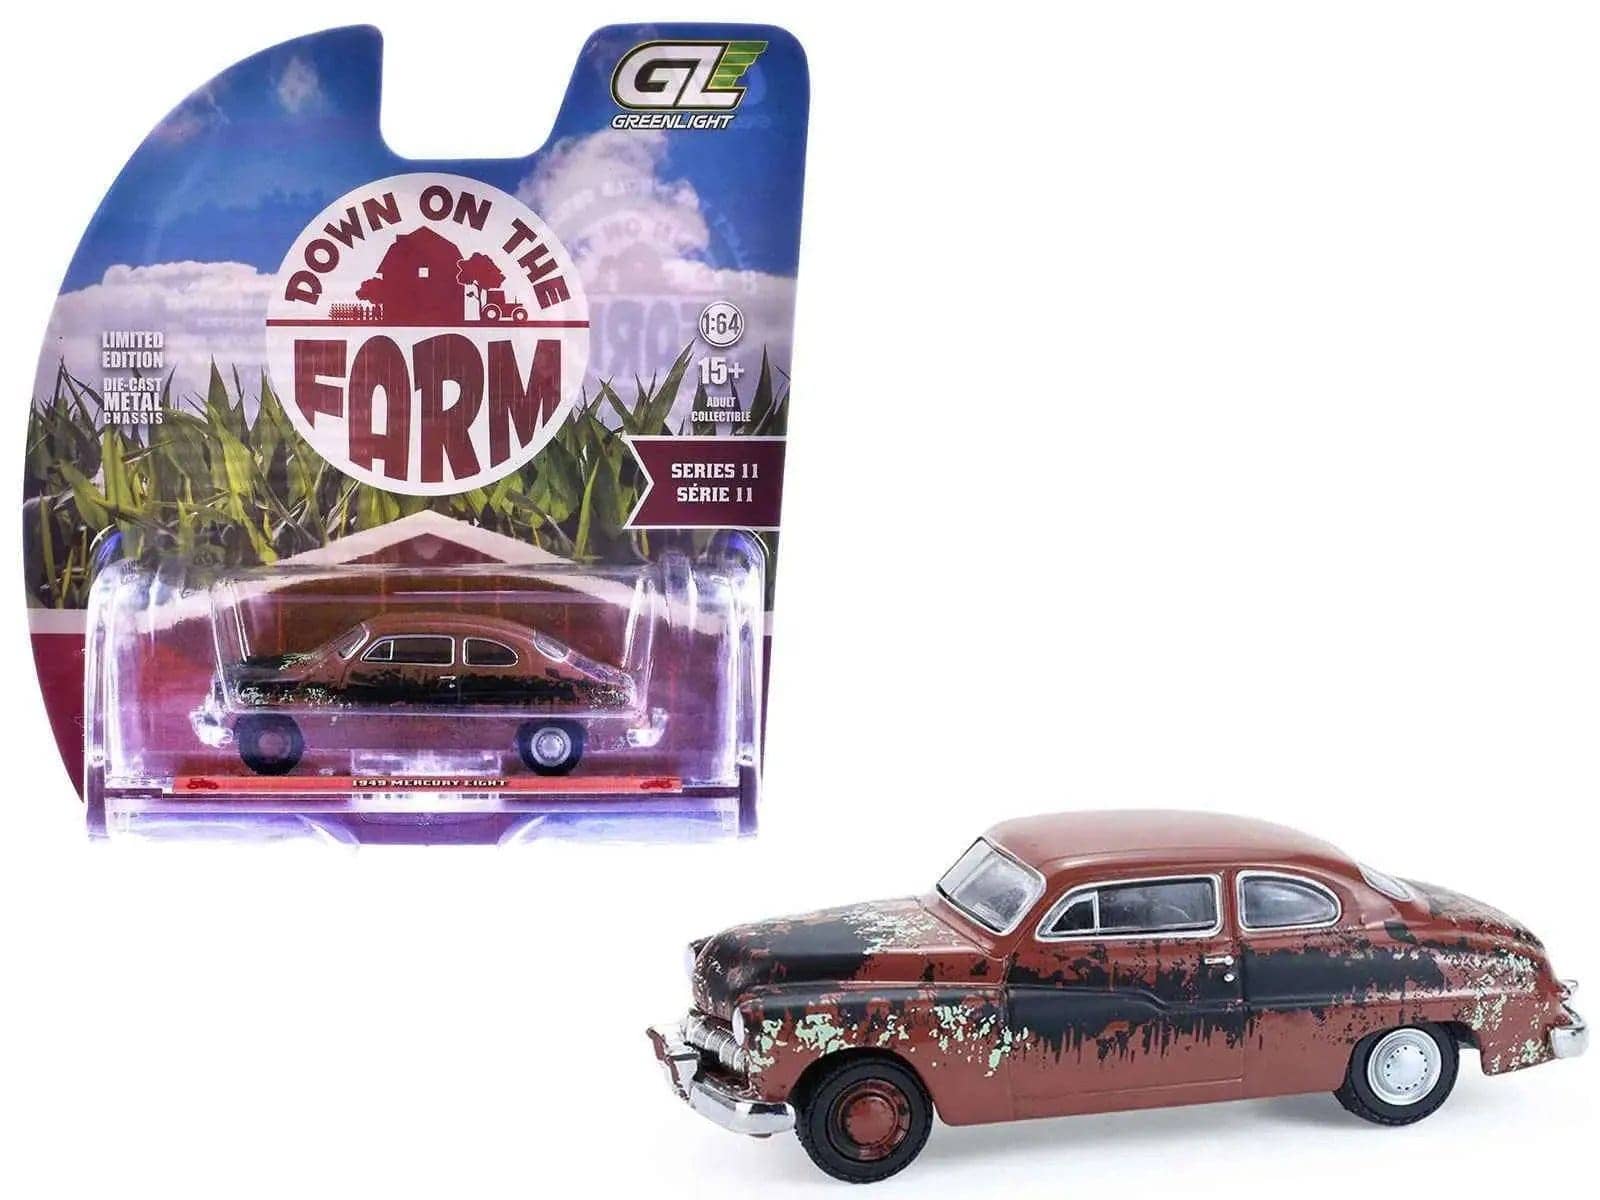 GL
GREENLIGHT
DOWN ON THE
FARM
LIMITED
EDITION
DIE-CAST
METAL
CHASSIS
1:64
15+
ADULT
COLLECTIBLE
SERIES 11
SÉRIE 11
1949 MERCURY EIGHT